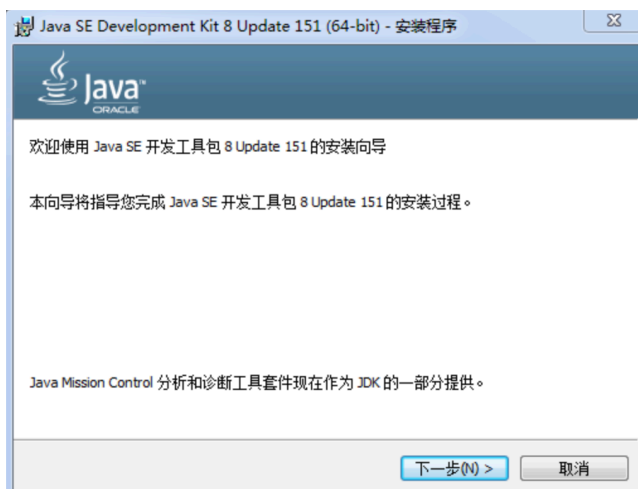 Java SE Development Kit 8 Update 151 (64-bit) - 安装程序
Java™
ORACLE
欢迎使用 Java SE 开发工具包 8 Update 151 的安装向导
本向导将指导您完成 Java SE 开发工具包 8 Update 151 的安装过程。
Java Mission Control 分析和诊断工具套件现在作为 JDK 的一部分提供。
下一步(N) > 取消